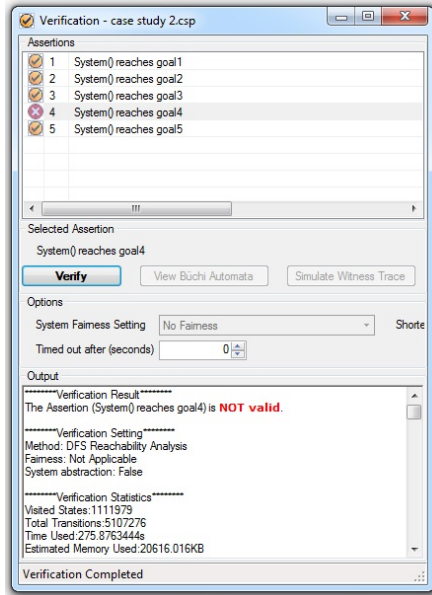 Verification - case study 2.csp
Assertions
1 System() reaches goal1
2 System() reaches goal2
3 System() reaches goal3
4 System() reaches goal4
5 System() reaches goal5
Selected Assertion
System() reaches goal4
Verify View Büchi Automata Simulate Witness Trace
Options
System Fairness Setting No Fairness Shorte
Timed out after (seconds) 0
Output
********Verification Result********
The Assertion (System() reaches goal4) is NOT valid.
********Verification Setting********
Method: DFS Reachability Analysis
Fairness: Not Applicable
System abstraction: False
********Verification Statistics********
Visited States:1111979
Total Transitions:5107276
Time Used:275.8763444s
Estimated Memory Used:20616.016KB
Verification Completed